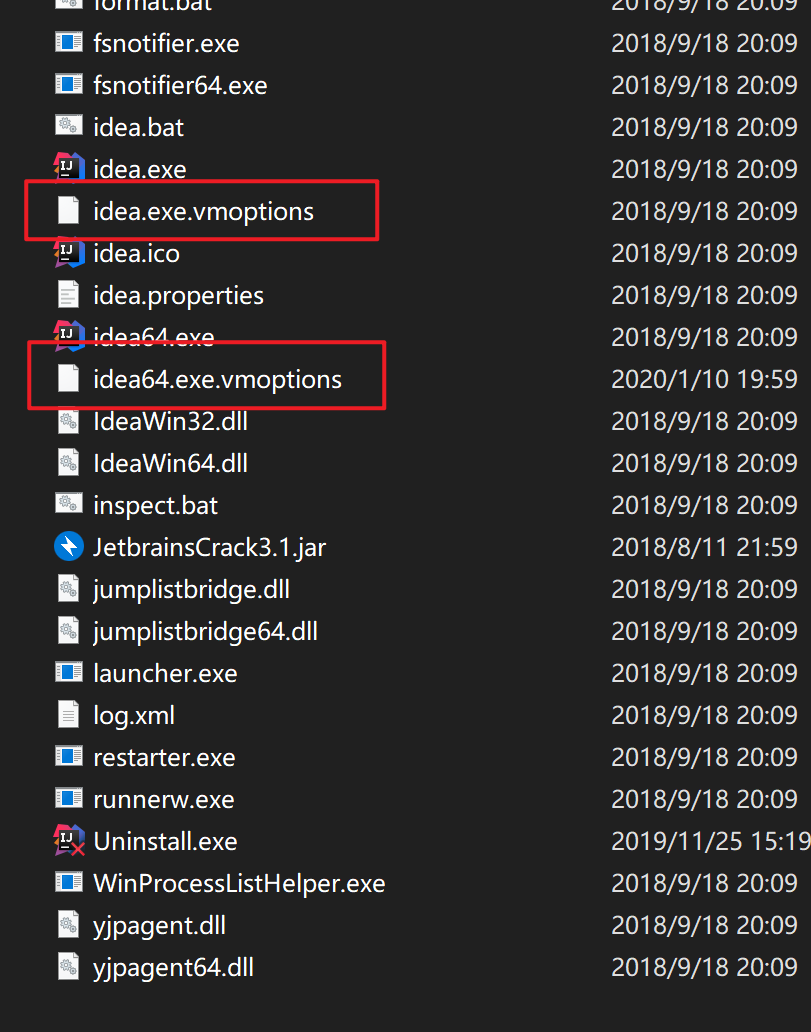 format.bat 2018/9/18 20:09
fsnotifier.exe 2018/9/18 20:09
fsnotifier64.exe 2018/9/18 20:09
idea.bat 2018/9/18 20:09
idea.exe 2018/9/18 20:09
idea.exe.vmoptions 2018/9/18 20:09
idea.ico 2018/9/18 20:09
idea.properties 2018/9/18 20:09
idea64.exe 2018/9/18 20:09
idea64.exe.vmoptions 2020/1/10 19:59
IdeaWin32.dll 2018/9/18 20:09
IdeaWin64.dll 2018/9/18 20:09
inspect.bat 2018/9/18 20:09
JetbrainsCrack3.1.jar 2018/8/11 21:59
jumplistbridge.dll 2018/9/18 20:09
jumplistbridge64.dll 2018/9/18 20:09
launcher.exe 2018/9/18 20:09
log.xml 2018/9/18 20:09
restarter.exe 2018/9/18 20:09
runnerw.exe 2018/9/18 20:09
Uninstall.exe 2019/11/25 15:19
WinProcessListHelper.exe 2018/9/18 20:09
yjpagent.dll 2018/9/18 20:09
yjpagent64.dll 2018/9/18 20:09